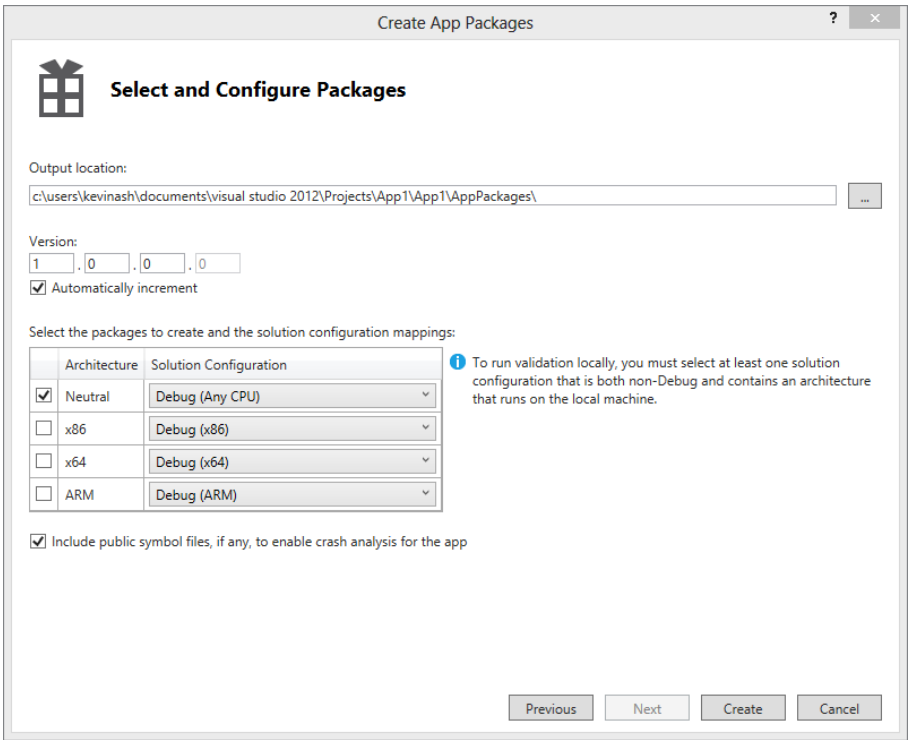 Create App Packages
?
×
Select and Configure Packages
Output location:
c:\users\kevinash\documents\visual studio 2012\Projects\App1\App1\AppPackages\
...
Version:
1 . 0 . 0 . 0
Automatically increment
Select the packages to create and the solution configuration mappings:
Architecture Solution Configuration
Neutral Debug (Any CPU)
x86 Debug (x86)
x64 Debug (x64)
ARM Debug (ARM)
To run validation locally, you must select at least one solution
configuration that is both non-Debug and contains an architecture
that runs on the local machine.
Include public symbol files, if any, to enable crash analysis for the app
Previous Next Create Cancel